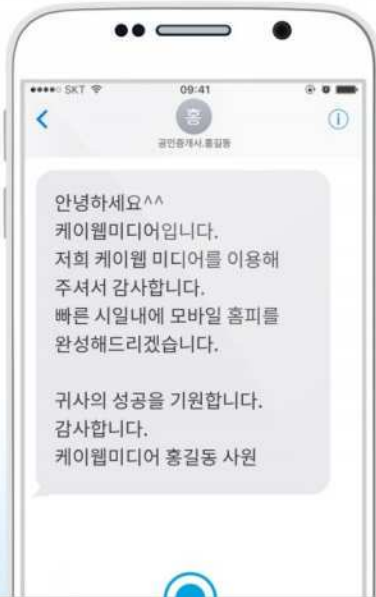 SKT
09:41
홍
공인중개사.홍길동
안녕하세요^^
케이웹미디어입니다.
저희 케이웹 미디어를 이용해
주셔서 감사합니다.
빠른 시일내에 모바일 홈피를
완성해드리겠습니다.
귀사의 성공을 기원합니다.
감사합니다.
케이웹미디어 홍길동 사원